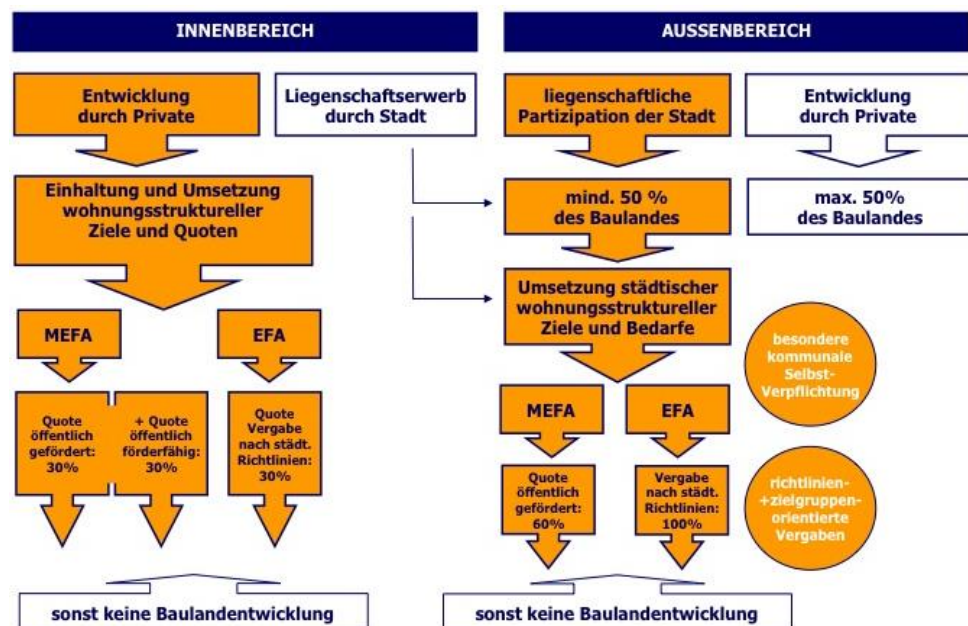 INNENBEREICH
Entwicklung
durch Private
Liegenschaftserwerb
durch Stadt
Einhaltung und Umsetzung
wohnungsstruktureller
Ziele und Quoten
MEFA
EFA
Quote
öffentlich
gefördert:
30%
+ Quote
öffentlich
förderfähig:
30%
Quote
Vergabe
nach städt.
Richtlinien:
30%
sonst keine Baulandentwicklung
AUSSENBEREICH
liegenschaftliche
Partizipation der Stadt
Entwicklung
durch Private
mind. 50 %
des Baulandes
max. 50%
des Baulandes
Umsetzung städtischer
wohnungsstruktureller
Ziele und Bedarfe
besondere
kommunale
Selbst-
Verpflichtung
MEFA
EFA
Quote
öffentlich
gefördert:
60%
Vergabe
nach städt.
Richtlinien:
100%
richtlinien-
+zielgruppen-
orientierte
Vergaben
sonst keine Baulandentwicklung